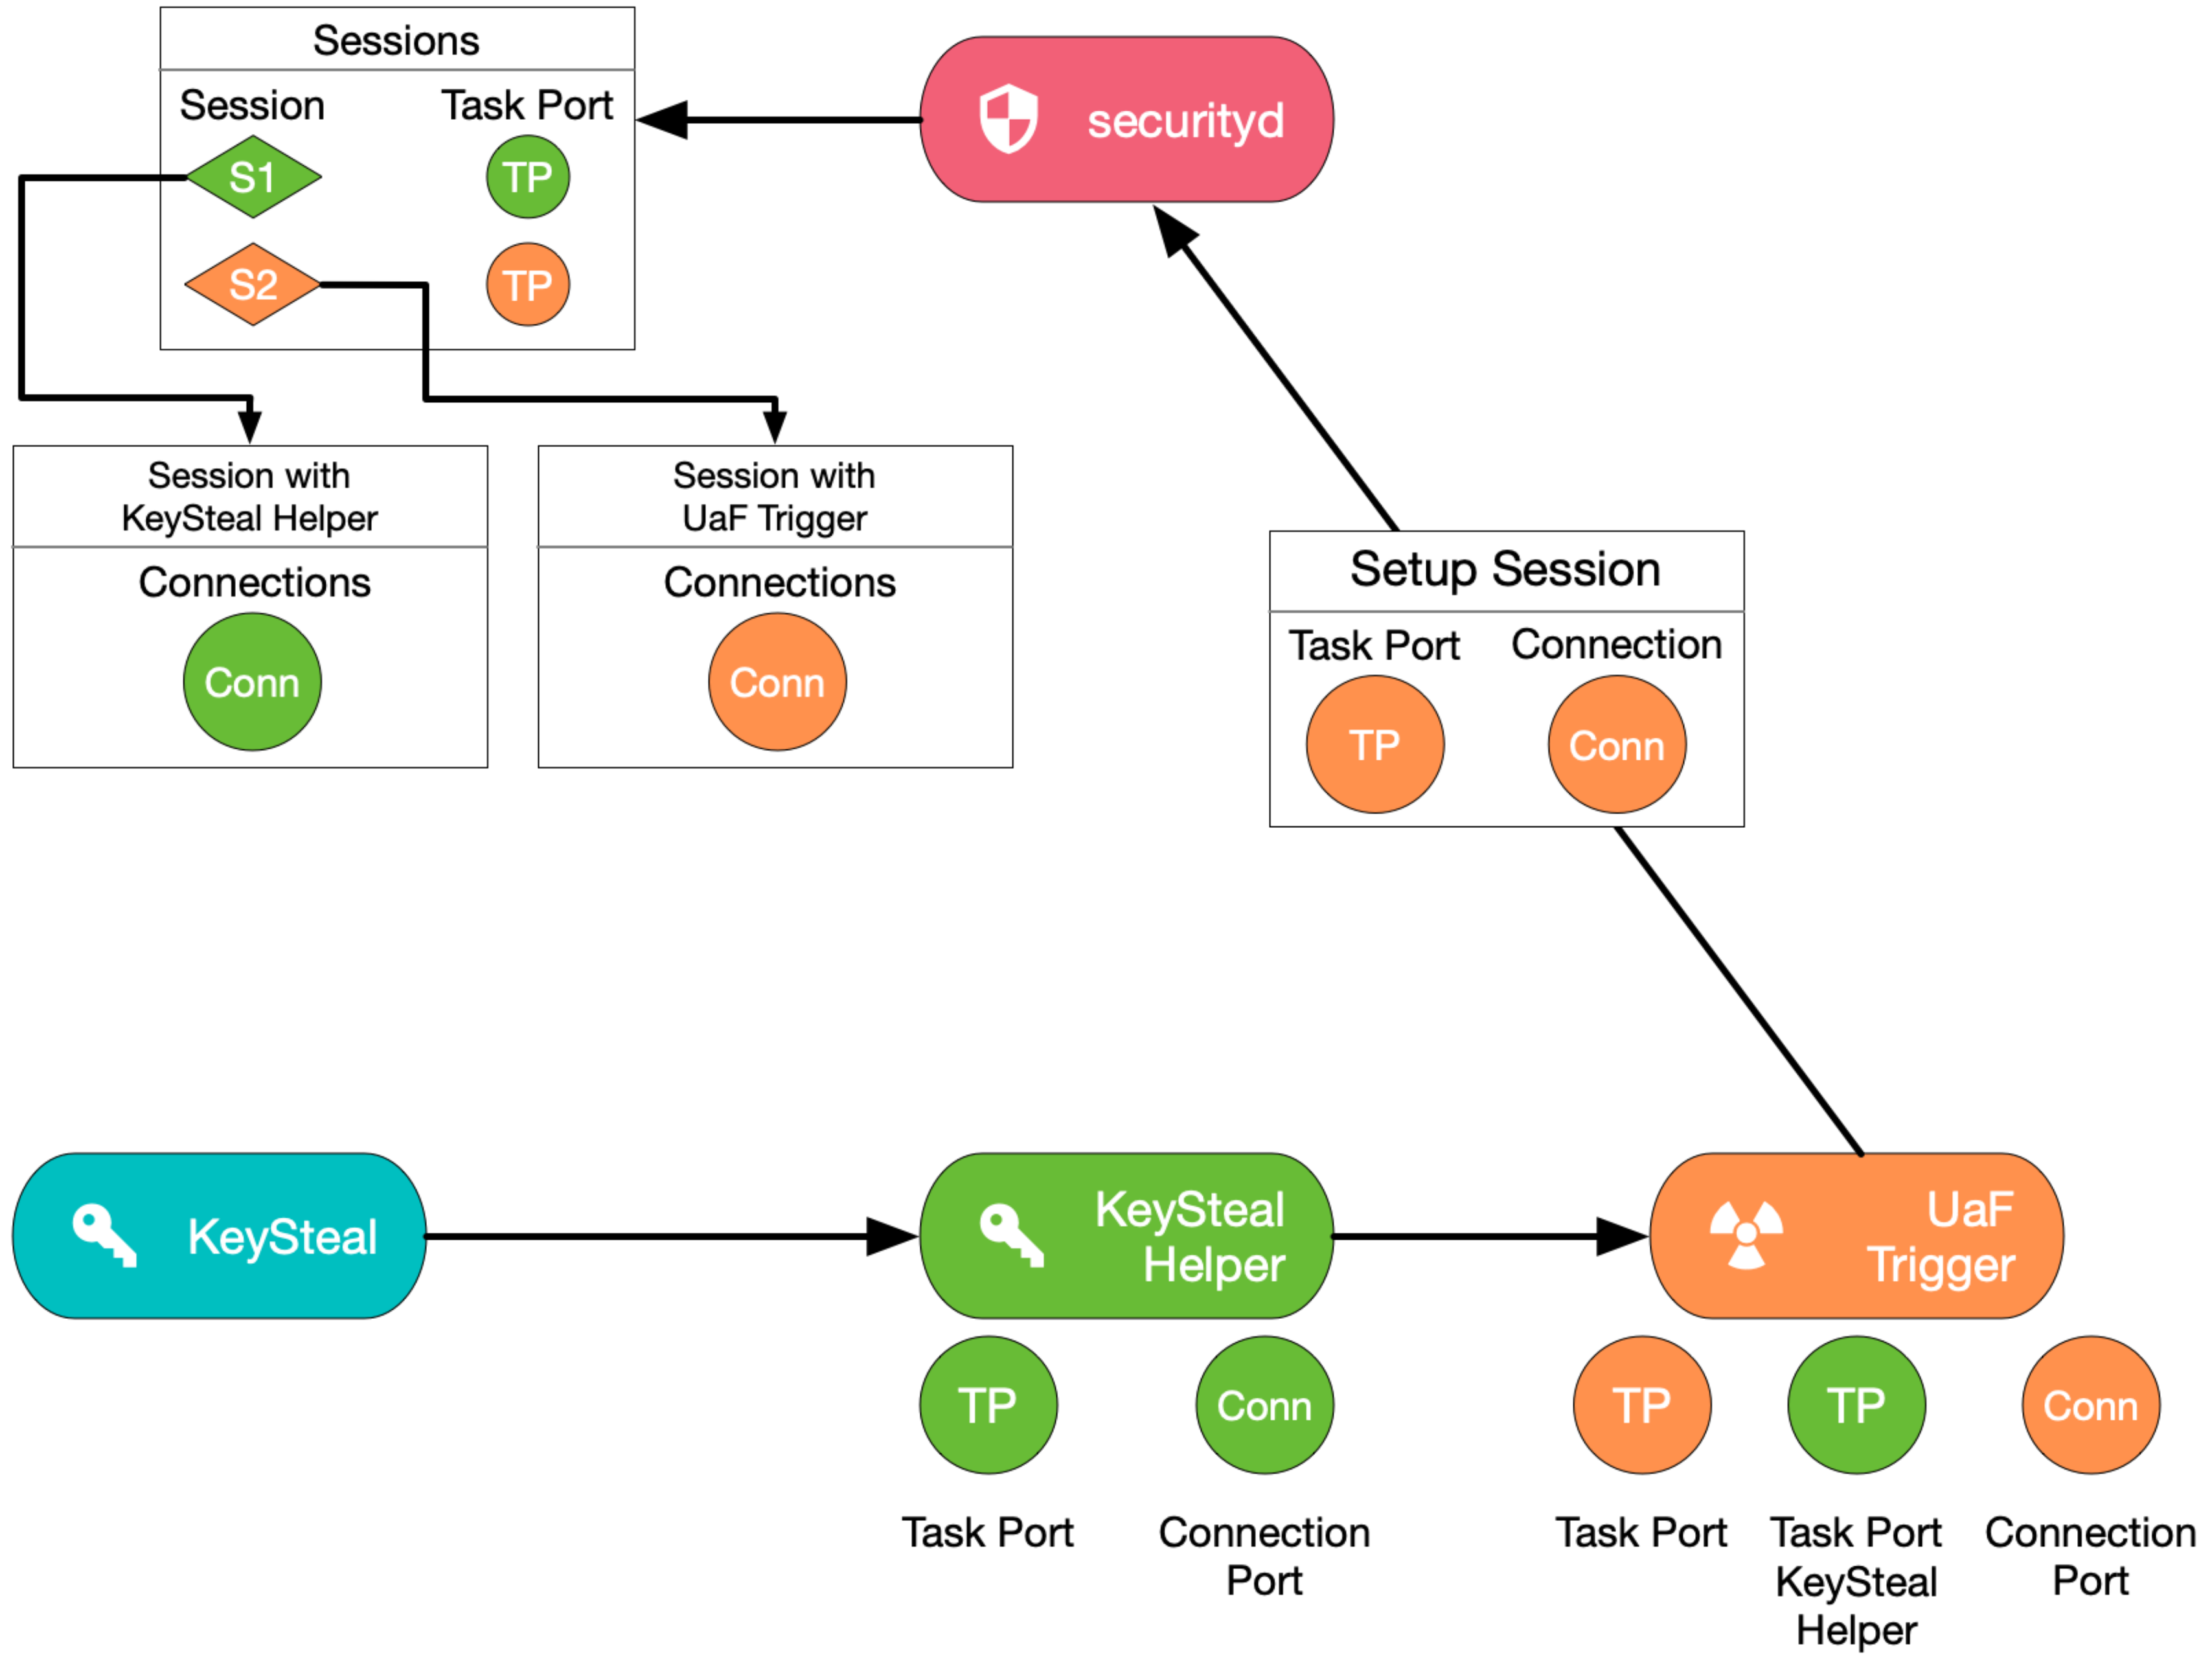 Sessions
Session
Task Port
S1
TP
S2
TP
securityd
Session with
KeySteal Helper
Connections
Conn
Session with
UaF Trigger
Connections
Conn
Setup Session
Task Port
Connection
TP
Conn
KeySteal
KeySteal
Helper
UaF
Trigger
TP
Conn
TP
TP
Conn
Task Port
Connection
Port
Task Port
Task Port
KeySteal
Helper
Connection
Port